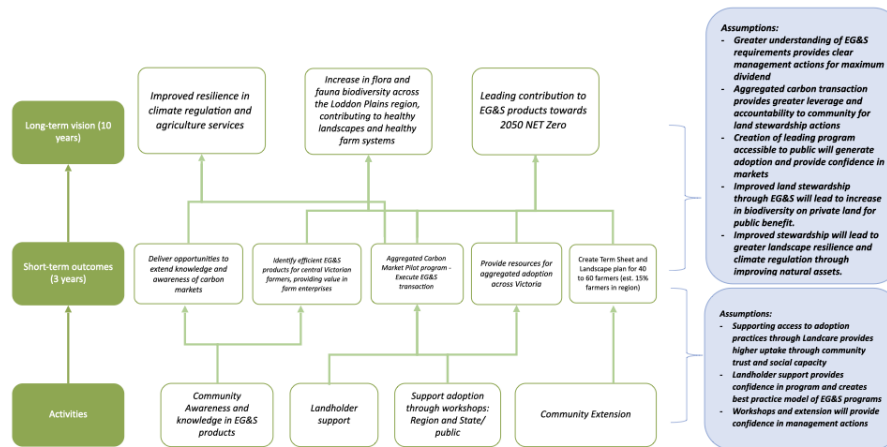 Long-term vision (10
years)
Improved resilience in
climate regulation and
agriculture services
Increase in flora and
fauna biodiversity across
the Loddon Plains region,
contributing to healthy
landscapes and healthy
farm systems
Leading contribution to
EG&S products towards
2050 NET Zero
Assumptions:
- Greater understanding of EG&S
requirements provides clear
management actions for maximum
dividend
- Aggregated carbon transaction
provides greater leverage and
accountability to community for
land stewardship actions
- Creation of leading program
accessible to public will generate
adoption and provide confidence in
markets
- Improved land stewardship
through EG&S will lead to increase
in biodiversity on private land for
public benefit.
- Improved stewardship will lead to
greater landscape resilience and
climate regulation through
improving natural assets.
Short-term outcomes
(3 years)
Deliver opportunities to
extend knowledge and
awareness of carbon
markets
Identify efficient EG&S
products for central Victorian
farmers, providing value in
farm enterprises
Aggregated Carbon
Market Pilot program -
Execute EG&S
transaction
Provide resources for
aggregated adoption
across Victoria
Create Term Sheet and
Landscape plan for 40
to 60 farmers (est. 15%
farmers in region)
Assumptions:
- Supporting access to adoption
practices through Landcare provides
higher uptake through community
trust and social capacity
- Landholder support provides
confidence in program and creates
best practice model of EG&S programs
- Workshops and extension will provide
confidence in management actions
Activities
Community
Awareness and
knowledge in EG&S
products
Landholder
support
Support adoption
through workshops:
Region and State/
public
Community Extension